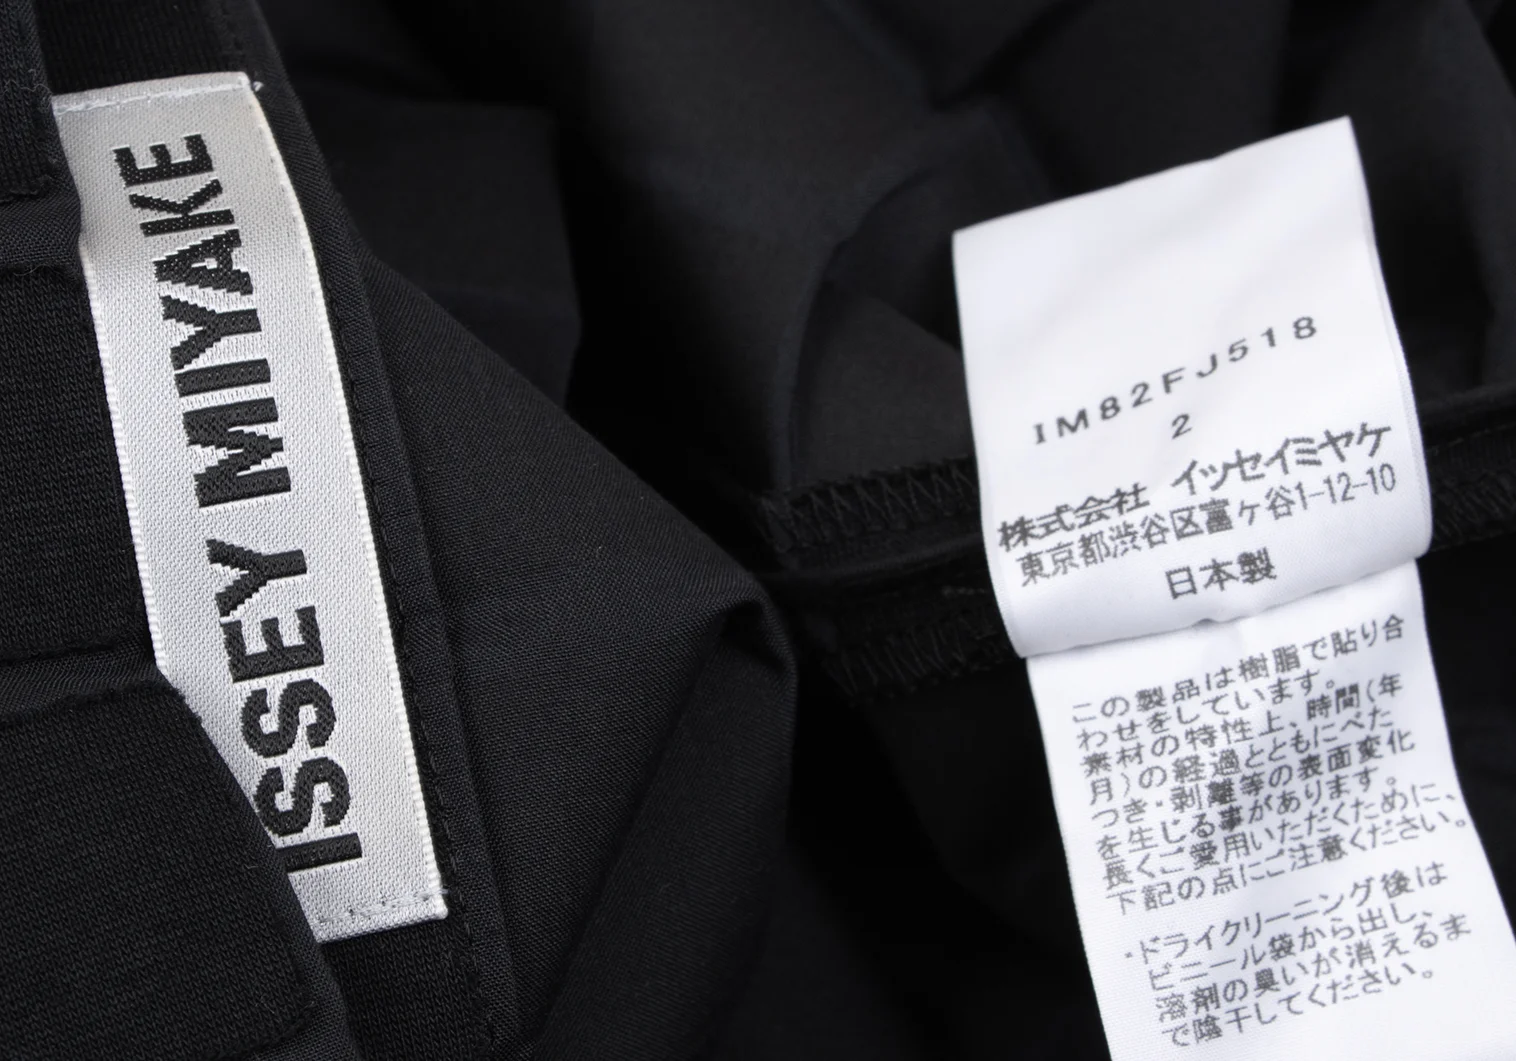 ISSEY MIYAKE
IM82FJ518
2
株式会社 イッセイミヤケ
東京都渋谷区富ヶ谷1-12-10
日本製
この製品は樹脂で貼り合
わせをしています。
素材の特性上、時間(年
月)の経過とともにべた
つき・剥離等の表面変化
を生じる事があります。
長くご愛用いただくために、
下記の点にご注意ください。
・ドライクリーニング後は
ビニール袋から出し、
溶剤の臭いが消えるま
で陰干してください。